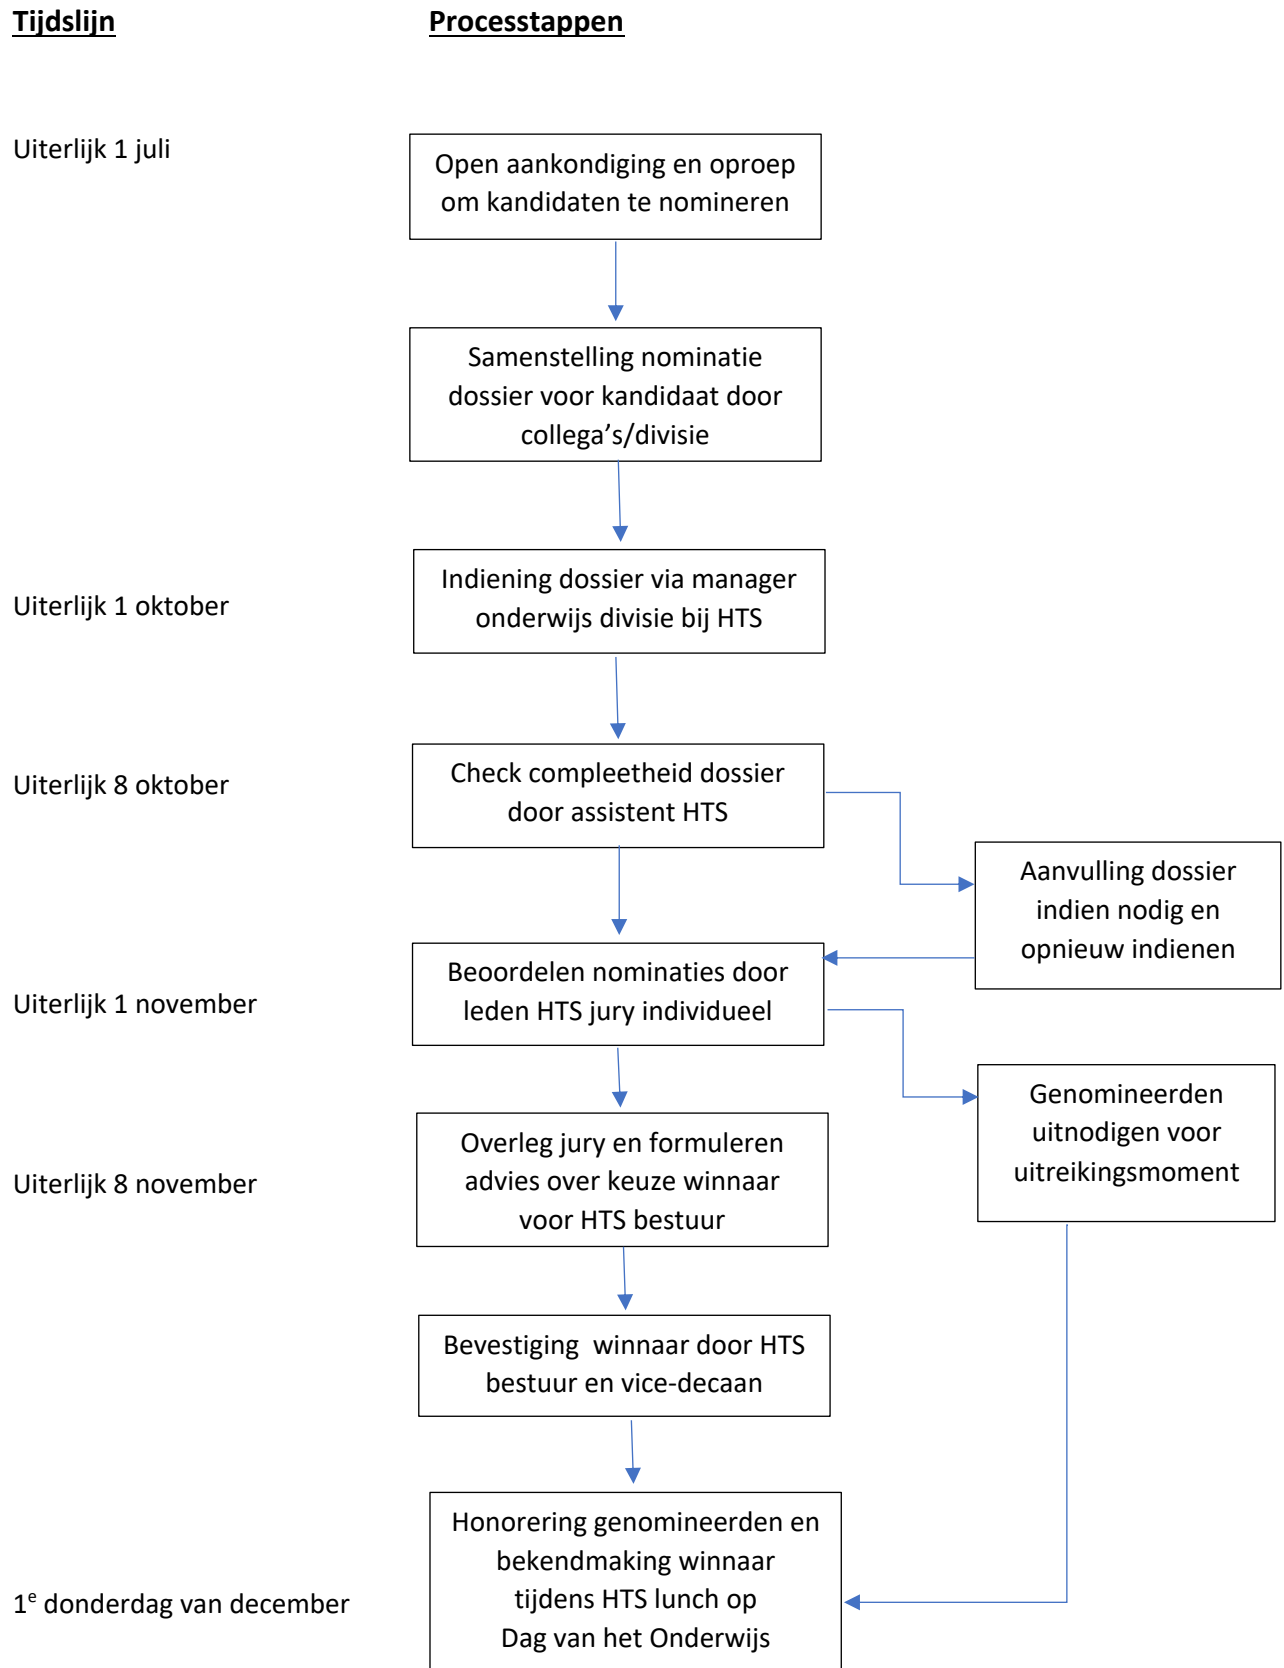 Tijdslijn
Processtappen
Uiterlijk 1 juli
Open aankondiging en oproep
om kandidaten te nomineren
Samenstelling nominatie
dossier voor kandidaat door
collega’s/divisie
Uiterlijk 1 oktober
Indiening dossier via manager
onderwijs divisie bij HTS
Uiterlijk 8 oktober
Check compleetheid dossier
door assistent HTS
Aanvulling dossier
indien nodig en
opnieuw indienen
Uiterlijk 1 november
Beoordelen nominaties door
leden HTS jury individueel
Genomineerden
uitnodigen voor
uitreikingsmoment
Uiterlijk 8 november
Overleg jury en formuleren
advies over keuze winnaar
voor HTS bestuur
Bevestiging  winnaar door HTS
bestuur en vice-decaan
1e donderdag van december
Honorering genomineerden en
bekendmaking winnaar
tijdens HTS lunch op
Dag van het Onderwijs